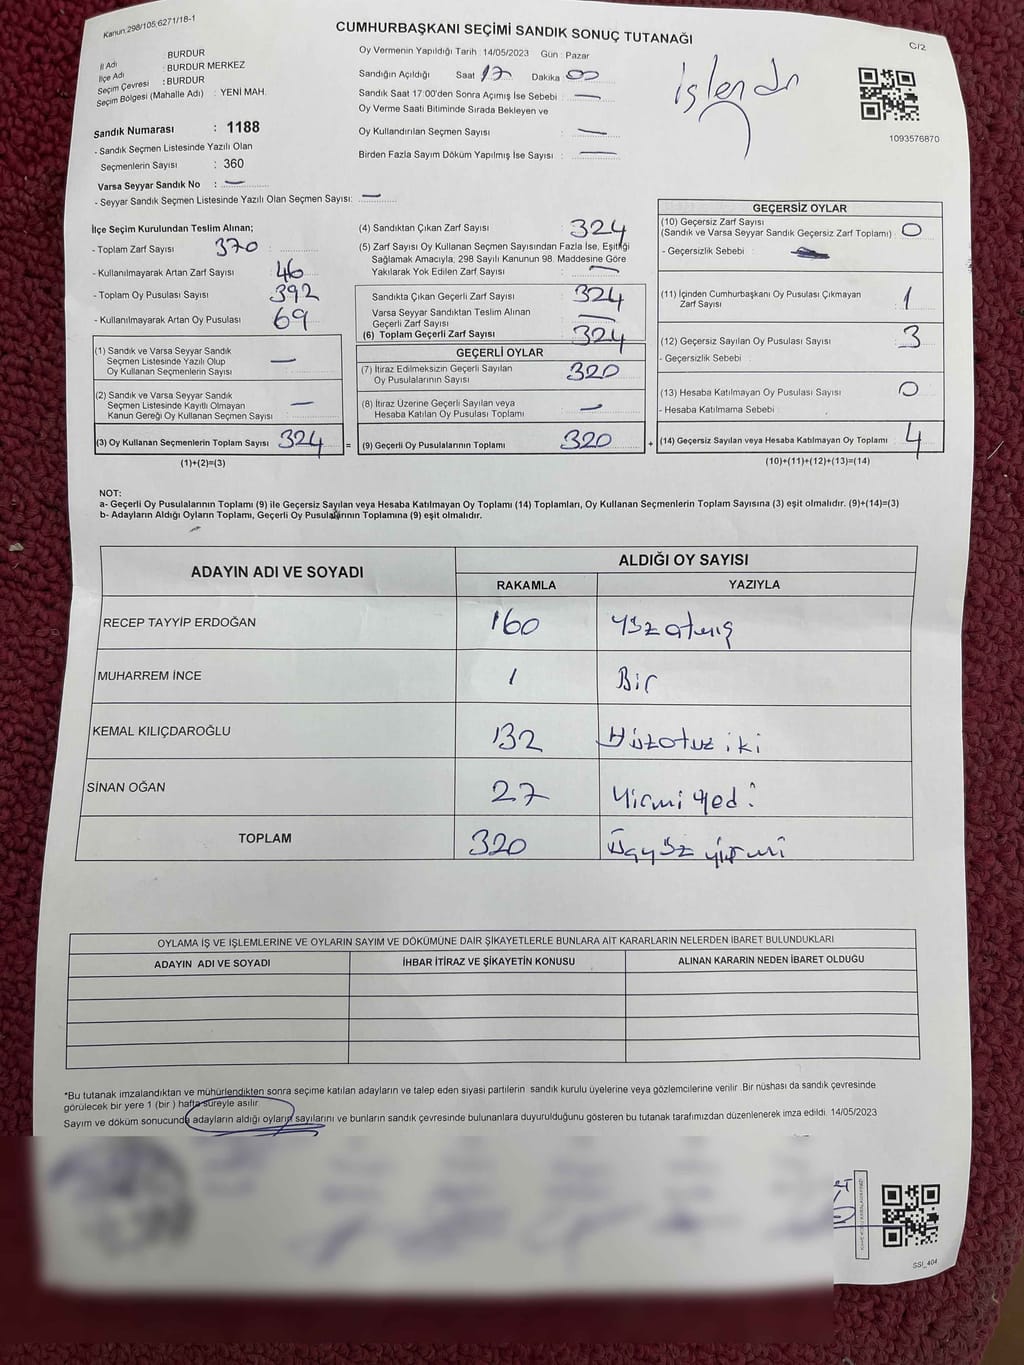 Kanun:298/105;6271/18-1
CUMHURBAŞKANI SEÇİMİ SANDIK SONUÇ TUTANAĞI
C/2
İl Adı : BURDUR
İlçe Adı : BURDUR MERKEZ
Seçim Çevresi : BURDUR
Seçim Bölgesi (Mahalle Adı) : YENİ MAH.
Sandık Numarası : 1188
- Sandık Seçmen Listesinde Yazılı Olan
Seçmenlerin Sayısı : 360
Varsa Seyyar Sandık No : —
- Seyyar Sandık Seçmen Listesinde Yazılı Olan Seçmen Sayısı: —
Oy Vermenin Yapıldığı Tarih : 14/05/2023 Gün : Pazar
Sandığın Açıldığı Saat 17 Dakika 00
Sandık Saat 17:00'den Sonra Açımış İse Sebebi : —
Oy Verme Saati Bitiminde Sırada Bekleyen ve
Oy Kullandırılan Seçmen Sayısı : —
Birden Fazla Sayım Döküm Yapılmış İse Sayısı : —
İşlendi
1093576870
İlçe Seçim Kurulundan Teslim Alınan;
- Toplam Zarf Sayısı : 370
- Kullanılmayarak Artan Zarf Sayısı : 46
- Toplam Oy Pusulası Sayısı : 392
- Kullanılmayarak Artan Oy Pusulası : 69
(1) Sandık ve Varsa Seyyar Sandık
Seçmen Listesinde Yazılı Olup
Oy Kullanan Seçmenlerin Sayısı : —
(2) Sandık ve Varsa Seyyar Sandık
Seçmen Listesinde Kayıtlı Olmayan
Kanun Gereği Oy Kullanan Seçmen Sayısı : —
(3) Oy Kullanan Seçmenlerin Toplam Sayısı : 324 =
(1)+(2)=(3)
(4) Sandıktan Çıkan Zarf Sayısı : 324
(5) Zarf Sayısı Oy Kullanan Seçmen Sayısından Fazla İse, Eşitliği
Sağlamak Amacıyla, 298 Sayılı Kanunun 98. Maddesine Göre
Yakılarak Yok Edilen Zarf Sayısı : —
Sandıkta Çıkan Geçerli Zarf Sayısı : 324
Varsa Seyyar Sandıktan Teslim Alınan
Geçerli Zarf Sayısı : —
(6) Toplam Geçerli Zarf Sayısı : 324
GEÇERLİ OYLAR
(7) İtiraz Edilmeksizin Geçerli Sayılan
Oy Pusulalarının Sayısı : 320
(8) İtiraz Üzerine Geçerli Sayılan veya
Hesaba Katılan Oy Pusulası Toplamı : —
(9) Geçerli Oy Pusulalarının Toplamı : 320 +
GEÇERSİZ OYLAR
(10) Geçersiz Zarf Sayısı
(Sandık ve Varsa Seyyar Sandık Geçersiz Zarf Toplamı) : 0
- Geçersizlik Sebebi :
(11) İçinden Cumhurbaşkanı Oy Pusulası Çıkmayan
Zarf Sayısı : 1
(12) Geçersiz Sayılan Oy Pusulası Sayısı : 3
- Geçersizlik Sebebi :
(13) Hesaba Katılmayan Oy Pusulası Sayısı : 0
- Hesaba Katılmama Sebebi :
(14) Geçersiz Sayılan veya Hesaba Katılmayan Oy Toplamı : 4
(10)+(11)+(12)+(13)=(14)
NOT:
a- Geçerli Oy Pusulalarının Toplamı (9) ile Geçersiz Sayılan veya Hesaba Katılmayan Oy Toplamı (14) Toplamları, Oy Kullanan Seçmenlerin Toplam Sayısına (3) eşit olmalıdır. (9)+(14)=(3)
b- Adayların Aldığı Oyların Toplamı, Geçerli Oy Pusulalarının Toplamına (9) eşit olmalıdır.
ADAYIN ADI VE SOYADI
ALDIĞI OY SAYISI
RAKAMLA YAZIYLA
RECEP TAYYİP ERDOĞAN 160 Yüzatmış
MUHARREM İNCE 1 Bir
KEMAL KILIÇDAROĞLU 132 Yüzotuz iki
SİNAN OĞAN 27 Yirmi yedi
TOPLAM 320 Üçyüz yirmi
OYLAMA İŞ VE İŞLEMLERİNE VE OYLARIN SAYIM VE DÖKÜMÜNE DAİR ŞİKAYETLERLE BUNLARA AİT KARARLARIN NELERDEN İBARET BULUNDUKLARI
ADAYIN ADI VE SOYADI İHBAR İTİRAZ VE ŞİKAYETİN KONUSU ALINAN KARARIN NEDEN İBARET OLDUĞU
*Bu tutanak imzalandıktan ve mühürlendikten sonra seçime katılan adayların ve talep eden siyasi partilerin sandık kurulu üyelerine veya gözlemcilerine verilir .Bir nüshası da sandık çevresinde
görülecek bir yere 1 (bir ) hafta süreyle asılır.
Sayım ve döküm sonucunda adayların aldığı oyların sayılarını ve bunların sandık çevresinde bulunanlara duyurulduğunu gösteren bu tutanak tarafımızdan düzenlenerek imza edildi. 14/05/2023
SSI_404